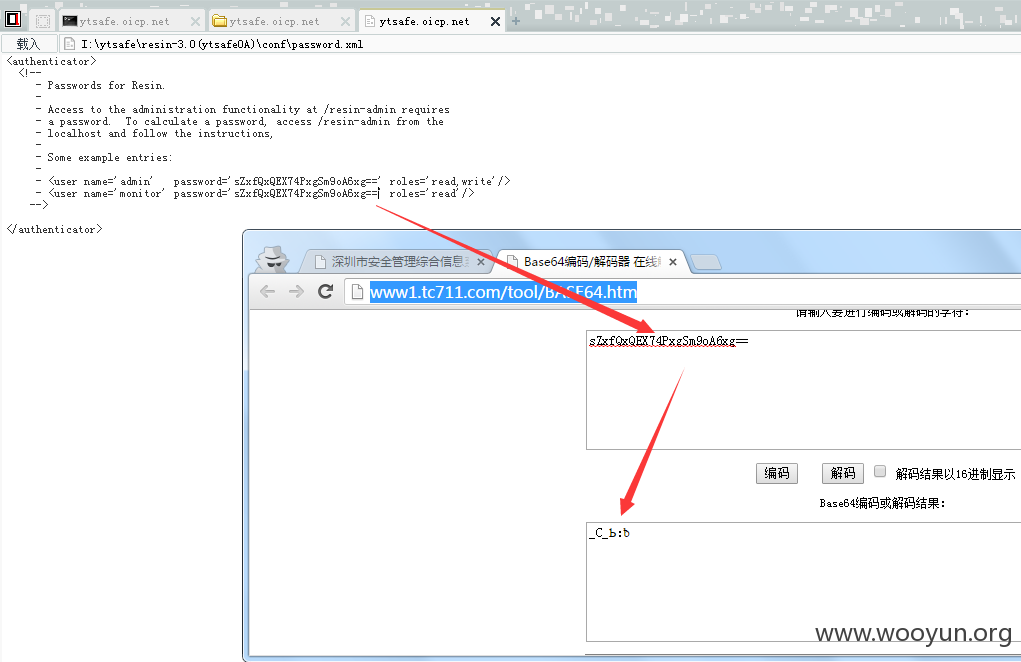 ytsafe.oicp.net
ytsafe.oicp.net
ytsafe.oicp.net
载入
I:\ytsafe\resin-3.0(ytsafeOA)\conf\password.xml
<authenticator>
<!--
- Passwords for Resin.
-
- Access to the administration functionality at /resin-admin requires
- a password. To calculate a password, access /resin-admin from the
- localhost and follow the instructions,
-
- Some example entries:
-
- <user name='admin' password='sZxfQxQEX74PxgSm9oA6xg==' roles='read,write'/>
- <user name='monitor' password='sZxfQxQEX74PxgSm9oA6xg==' roles='read'/>
-->
</authenticator>
深圳市安全管理综合信息
Base64编码/解码器 在线
www1.tc711.com/tool/BASE64.htm
请输入要进行编码或解码的字符:
sZxfQxQEX74PxgSm9oA6xg==
编码
解码
解码结果以16进制显示
Base64编码或解码结果:
_C_b:b
www.wooyun.org